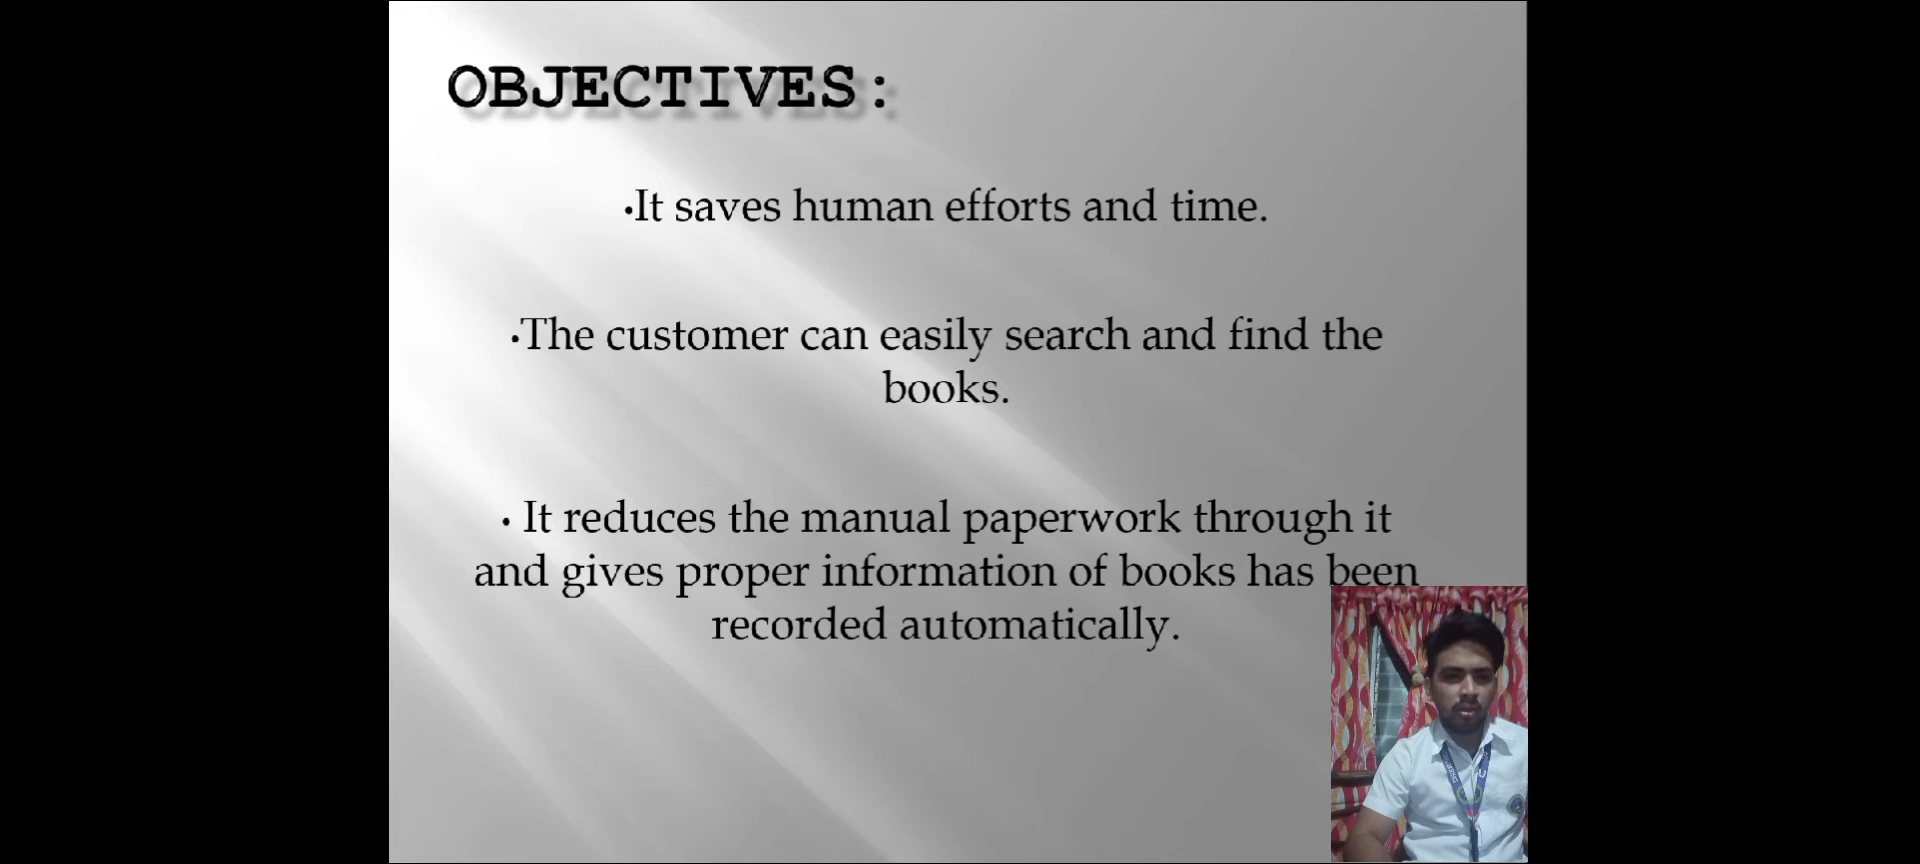 OBJECTIVES:
•It saves human efforts and time.
•The customer can easily search and find the
books.
• It reduces the manual paperwork through it
and gives proper information of books has been
recorded automatically.